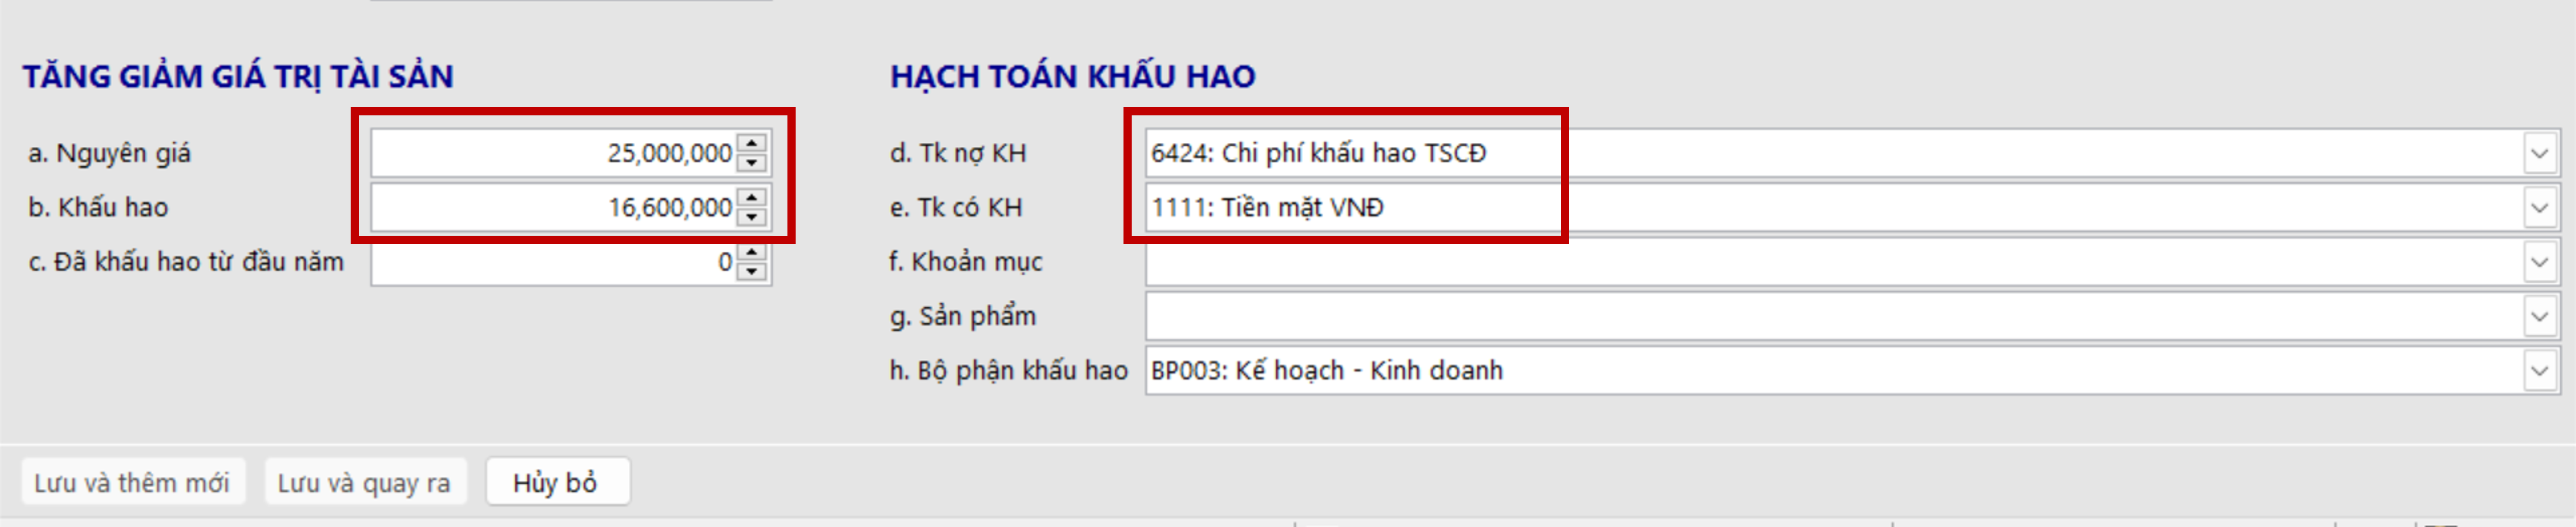 TĂNG GIẢM GIÁ TRỊ TÀI SẢN
a. Nguyên giá 25,000,000
b. Khấu hao 16,600,000
c. Đã khấu hao từ đầu năm 0
HẠCH TOÁN KHẤU HAO
d. Tk nợ KH 6424: Chi phí khấu hao TSCĐ
e. Tk có KH 1111: Tiền mặt VNĐ
f. Khoản mục
g. Sản phẩm
h. Bộ phận khấu hao BP003: Kế hoạch - Kinh doanh
Lưu và thêm mới Lưu và quay ra Hủy bỏ